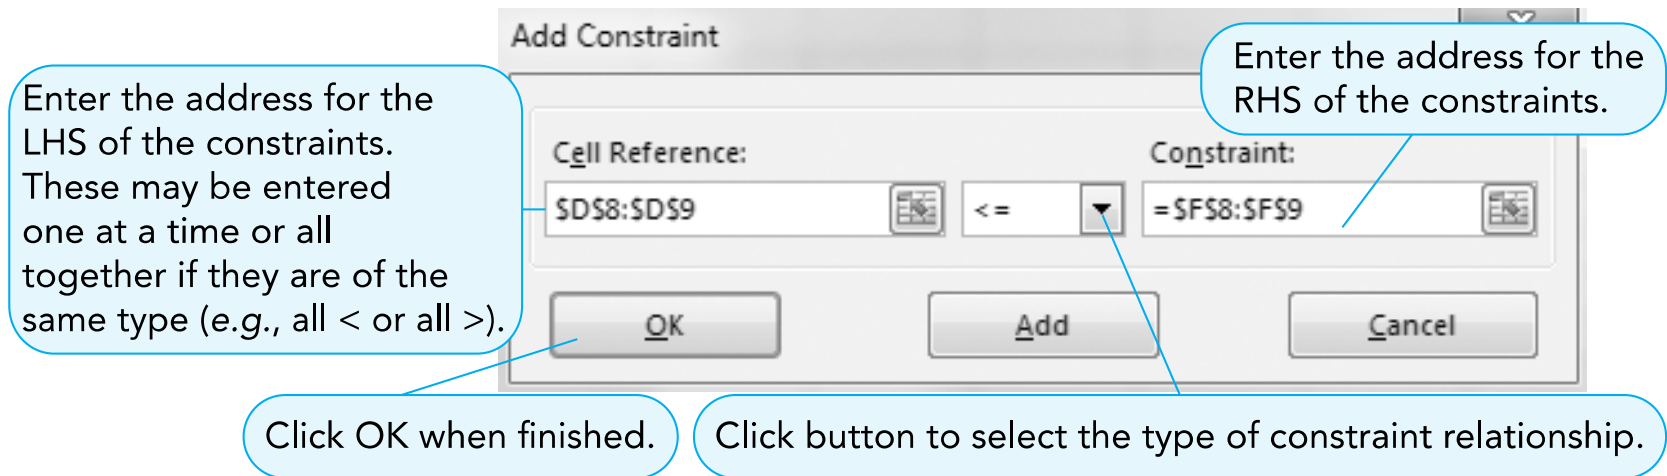 Add Constraint
Enter the address for the
RHS of the constraints.
Enter the address for the
LHS of the constraints.
These may be entered
one at a time or all
together if they are of the
same type (e.g., all < or all >).
Cell Reference:
Constraint:
$D$8:$D$9
<=
=$F$8:$F$9
OK
Add
Cancel
Click OK when finished.
Click button to select the type of constraint relationship.